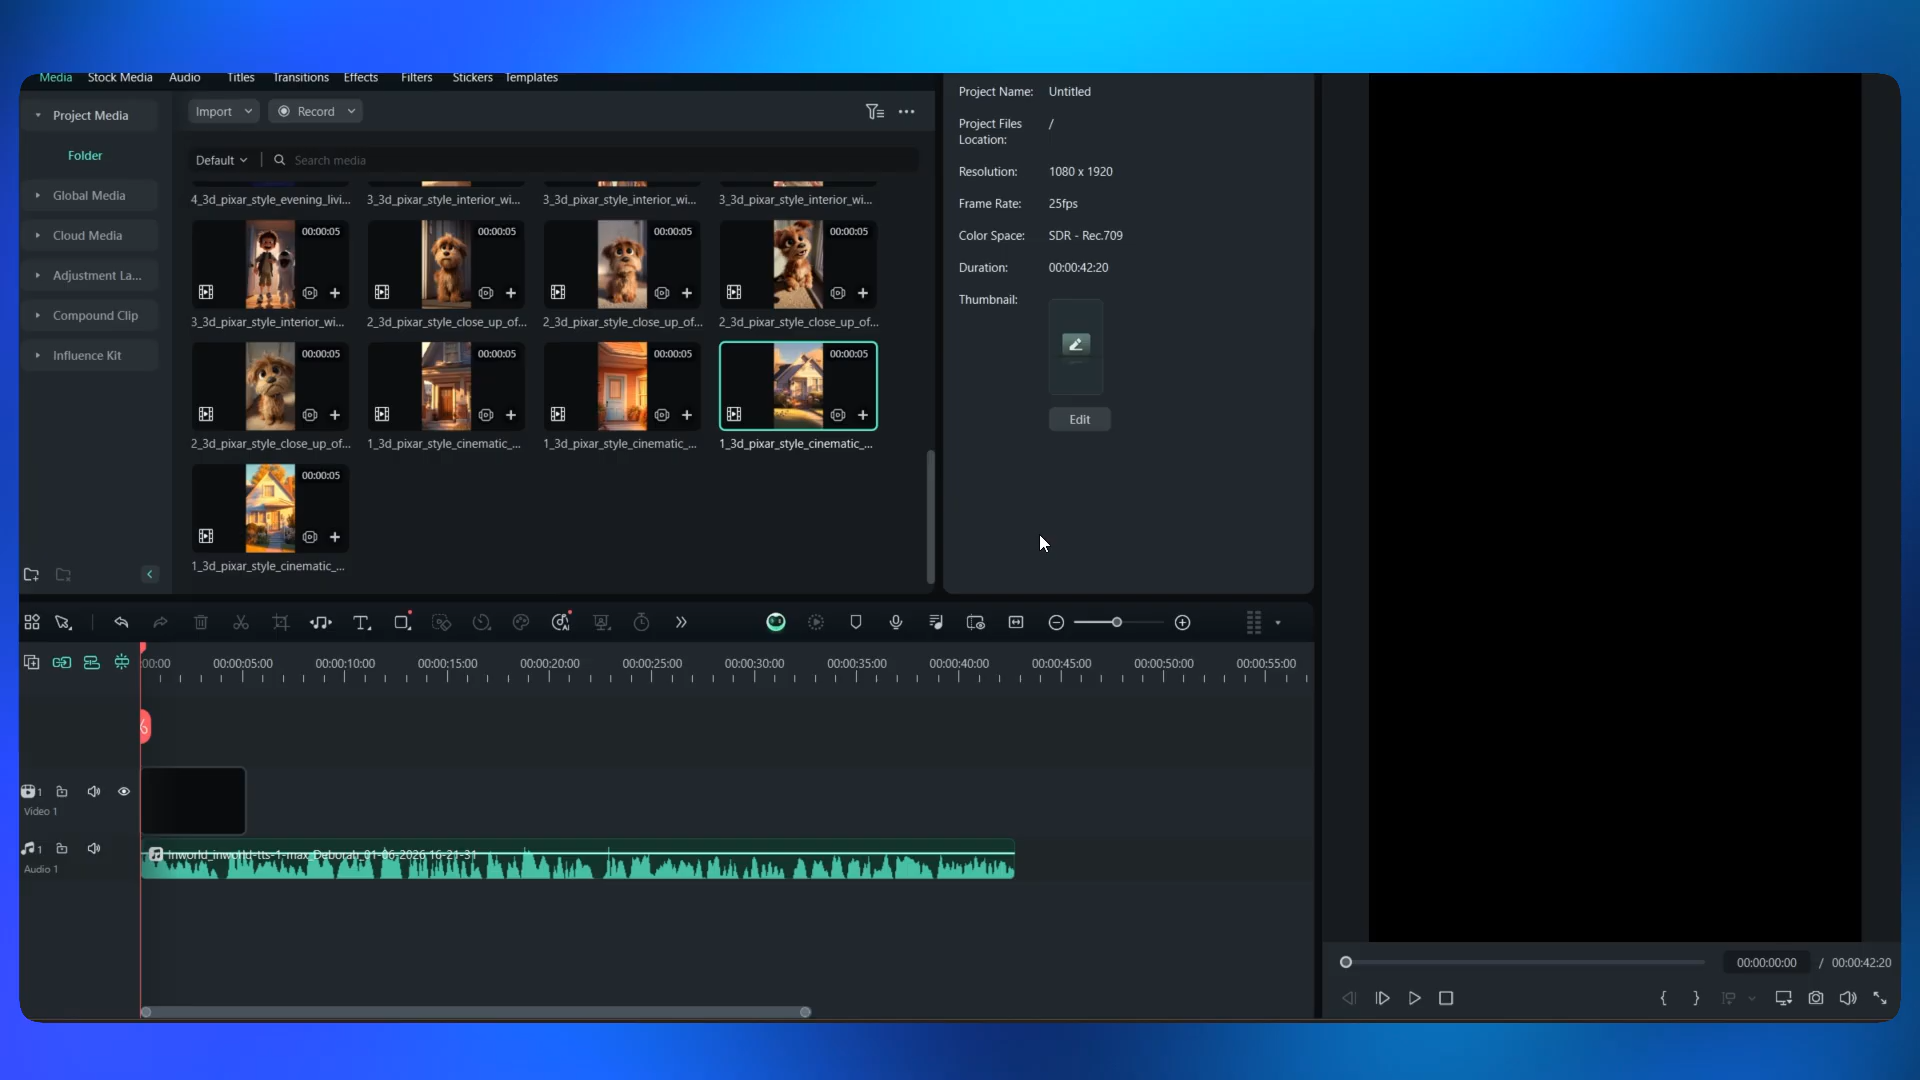 Media Stock Media Audio Titles Transitions Effects Filters Stickers Templates
Project Media
Folder
Global Media
Cloud Media
Adjustment La...
Compound Clip
Influence Kit
Import Record
Default Search media
4_3d_pixar_style_evening_livi... 3_3d_pixar_style_interior_wi... 3_3d_pixar_style_interior_wi... 3_3d_pixar_style_interior_wi...
00:00:05 00:00:05 00:00:05 00:00:05
3_3d_pixar_style_interior_wi... 2_3d_pixar_style_close_up_of... 2_3d_pixar_style_close_up_of... 2_3d_pixar_style_close_up_of...
00:00:05 00:00:05 00:00:05 00:00:05
2_3d_pixar_style_close_up_of... 1_3d_pixar_style_cinematic_... 1_3d_pixar_style_cinematic_... 1_3d_pixar_style_cinematic_...
00:00:05
1_3d_pixar_style_cinematic_...
Project Name: Untitled
Project Files Location: /
Resolution: 1080 x 1920
Frame Rate: 25fps
Color Space: SDR - Rec.709
Duration: 00:00:42:20
Thumbnail:
Edit
:00:00 00:00:05:00 00:00:10:00 00:00:15:00 00:00:20:00 00:00:25:00 00:00:30:00 00:00:35:00 00:00:40:00 00:00:45:00 00:00:50:00 00:00:55:00
1
Video 1
1
Audio 1
Inworld_inworld-tts-1-max_Deborah_01-06-2026 16-21-31
00:00:00:00 / 00:00:42:20